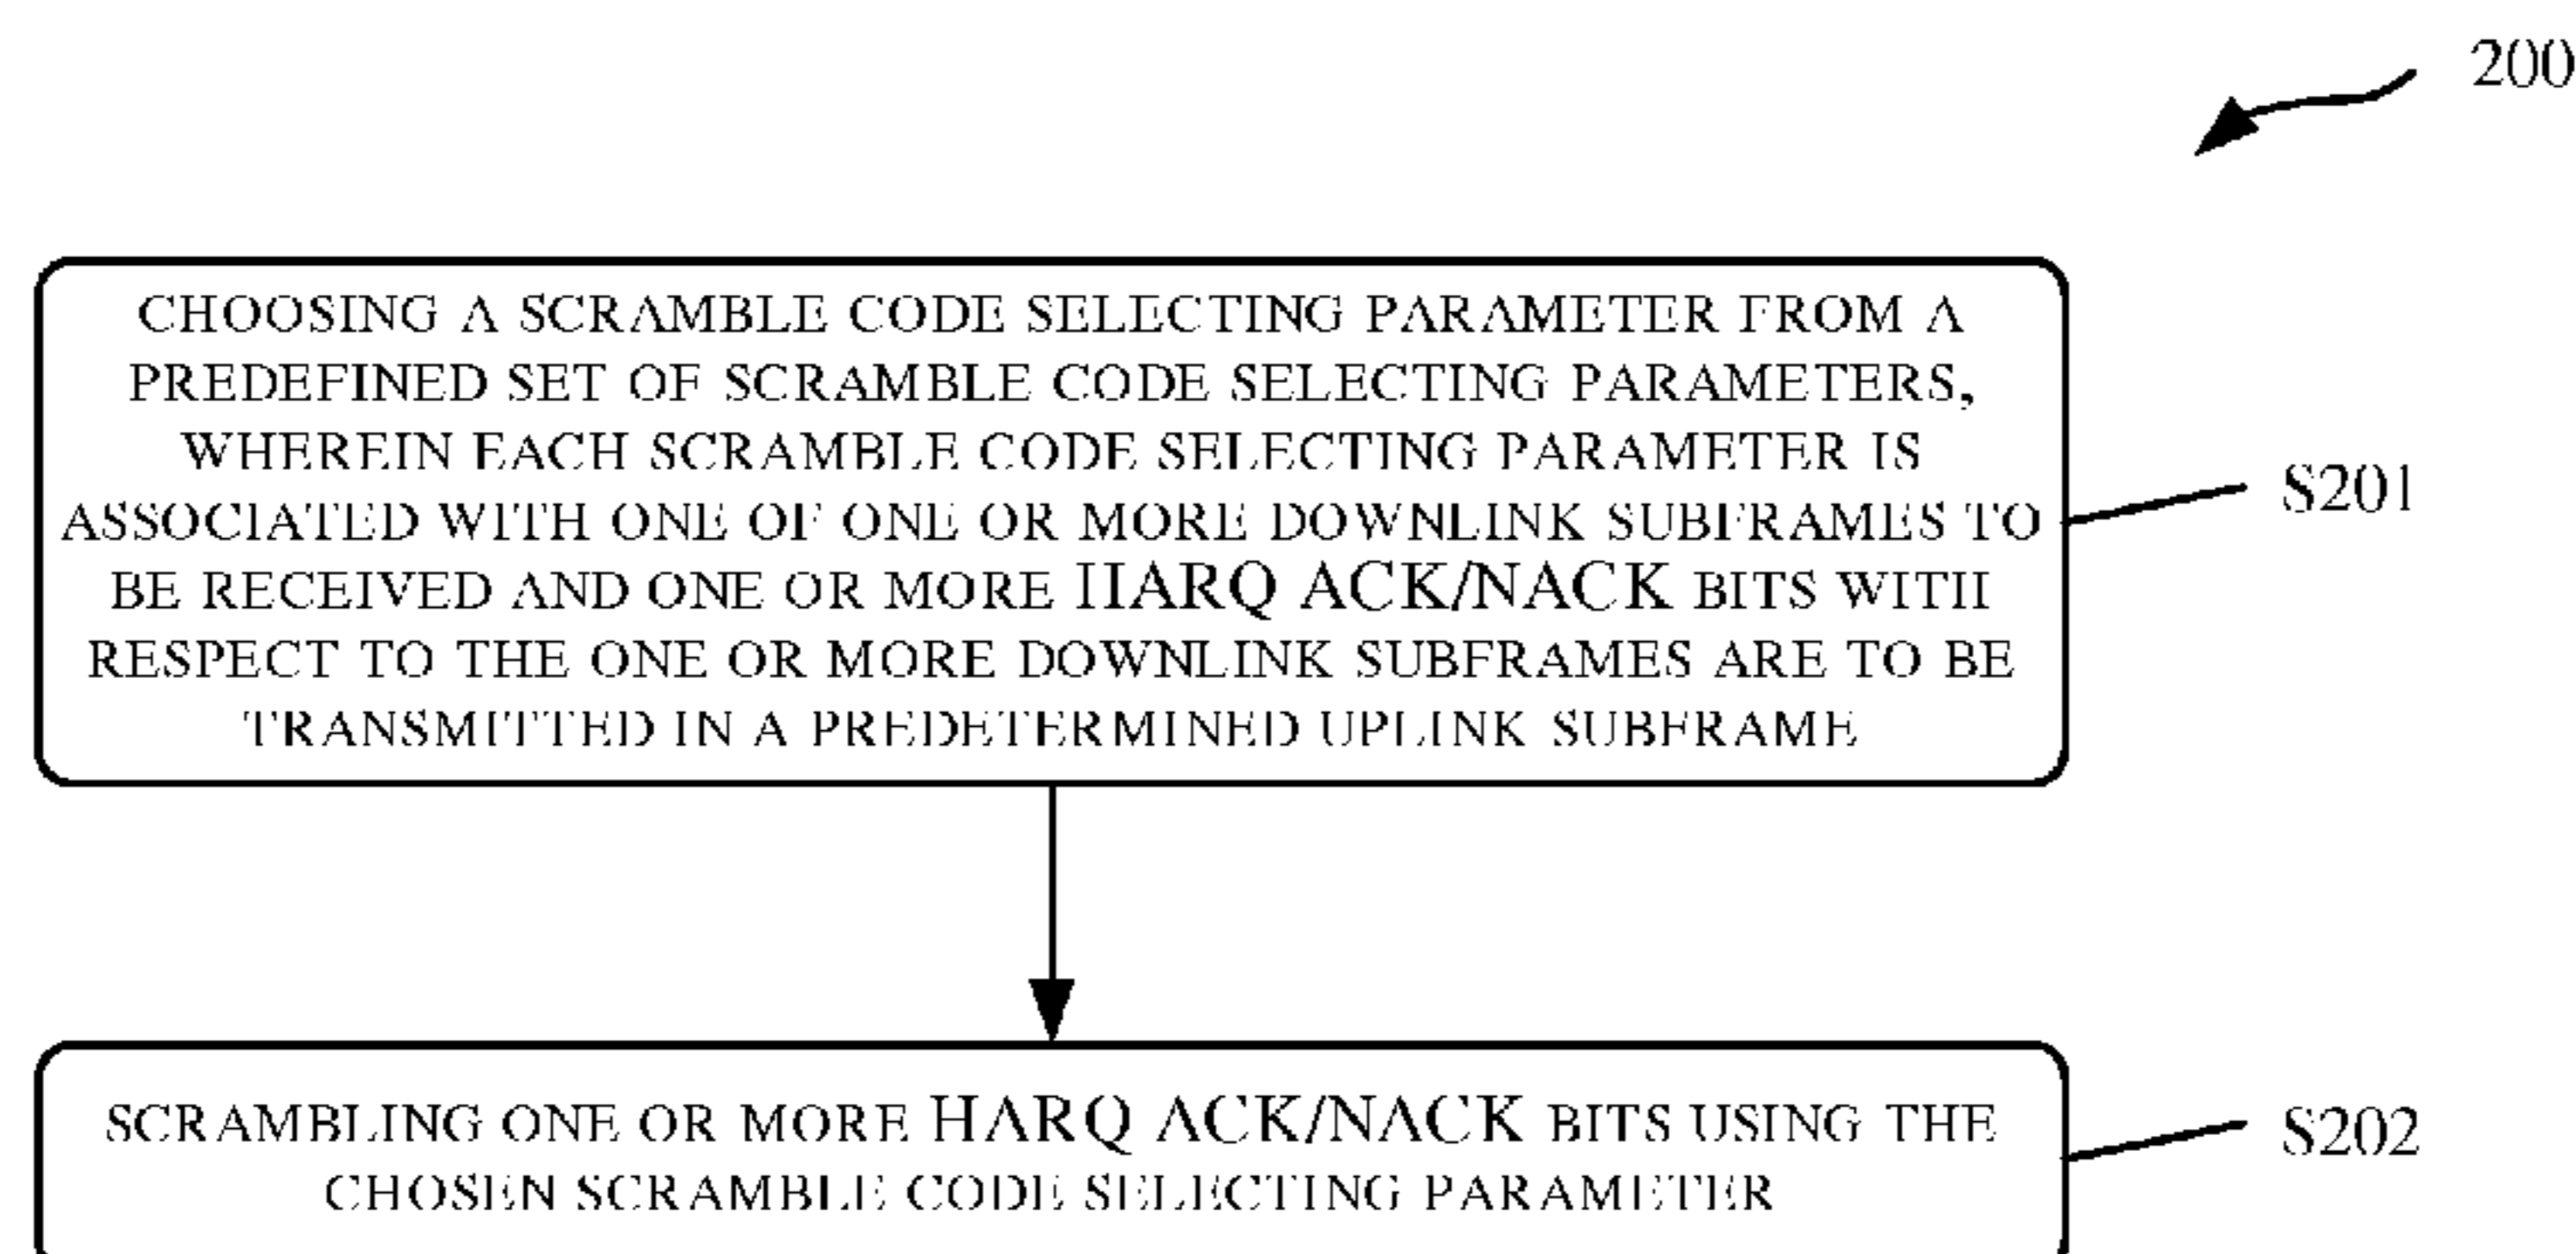 200
CHOOSING A SCRAMBLE CODE SELECTING PARAMETER FROM A
PREDEFINED SET OF SCRAMBLE CODE SELECTING PARAMETERS,
WHEREIN EACH SCRAMBLE CODE SELECTING PARAMETER IS
ASSOCIATED WITH ONE OF ONE OR MORE DOWNLINK SUBFRAMES TO
BE RECEIVED AND ONE OR MORE HARQ ACK/NACK BITS WITH
RESPECT TO THE ONE OR MORE DOWNLINK SUBFRAMES ARE TO BE
TRANSMITTED IN A PREDETERMINED UPLINK SUBFRAME
S201
SCRAMBLING ONE OR MORE HARQ ACK/NACK BITS USING THE
CHOSEN SCRAMBLE CODE SELECTING PARAMETER
S202